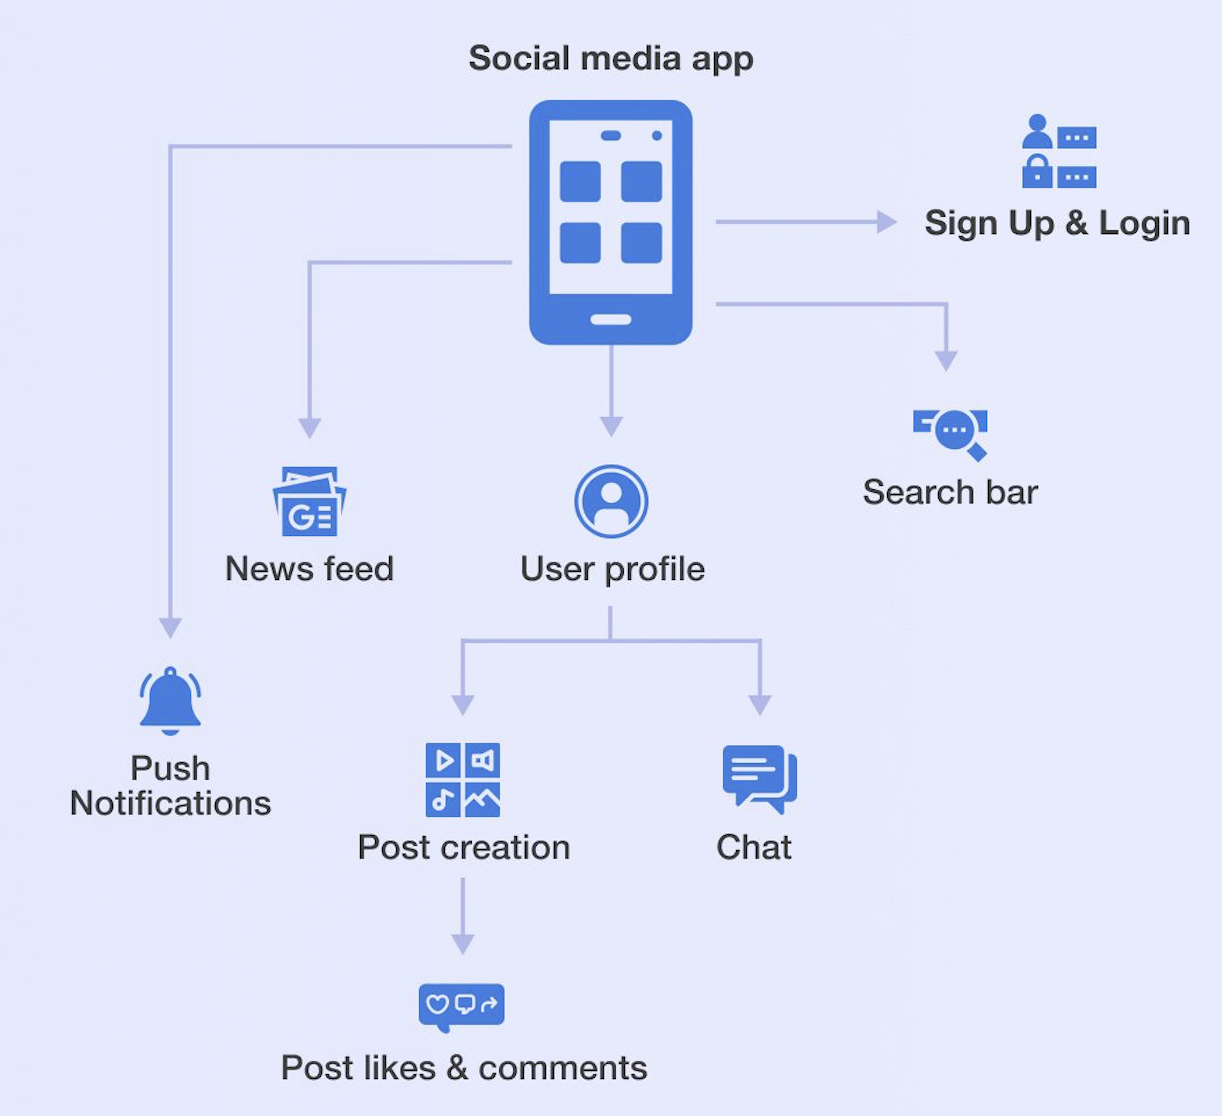 Social media app
Sign Up & Login
Search bar
News feed
User profile
Push
Notifications
Post creation
Chat
Post likes & comments